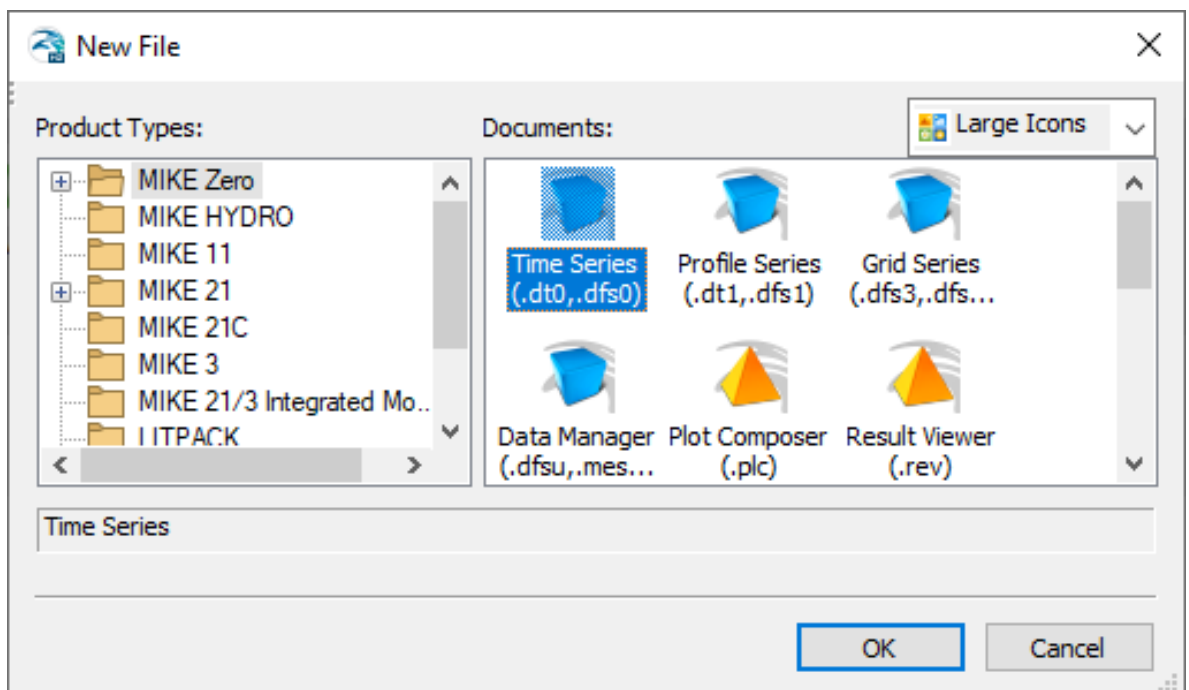 New File
Product Types:
Documents:
Large Icons
MIKE Zero
MIKE HYDRO
MIKE 11
MIKE 21
MIKE 21C
MIKE 3
MIKE 21/3 Integrated Mo..
LITPACK
Time Series
(.dt0,.dfs0)
Profile Series
(.dt1,.dfs1)
Grid Series
(.dfs3,.dfs...
Data Manager
(.dfsu,.mes...
Plot Composer
(.plc)
Result Viewer
(.rev)
Time Series
OK
Cancel